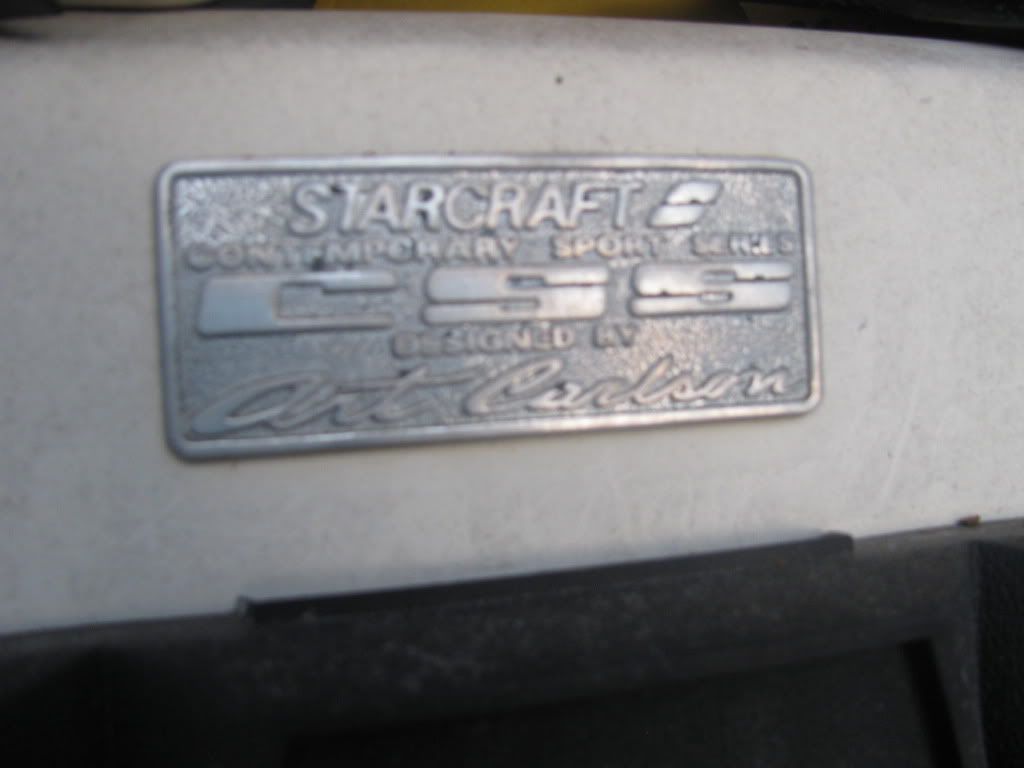 STARCRAFT
CONTEMPORARY SPORT SERIES
CSS
DESIGNED BY
Art Carlson